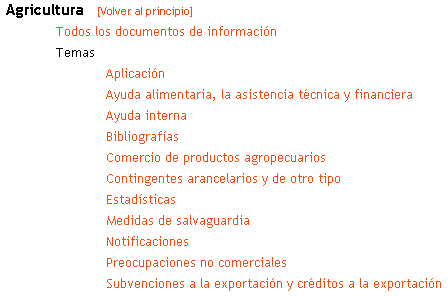 Agricultura [Volver al principio]
Todos los documentos de información
Temas
Aplicación
Ayuda alimentaria, la asistencia técnica y financiera
Ayuda interna
Bibliografías
Comercio de productos agropecuarios
Contingentes arancelarios y de otro tipo
Estadísticas
Medidas de salvaguardia
Notificaciones
Preocupaciones no comerciales
Subvenciones a la exportación y créditos a la exportación